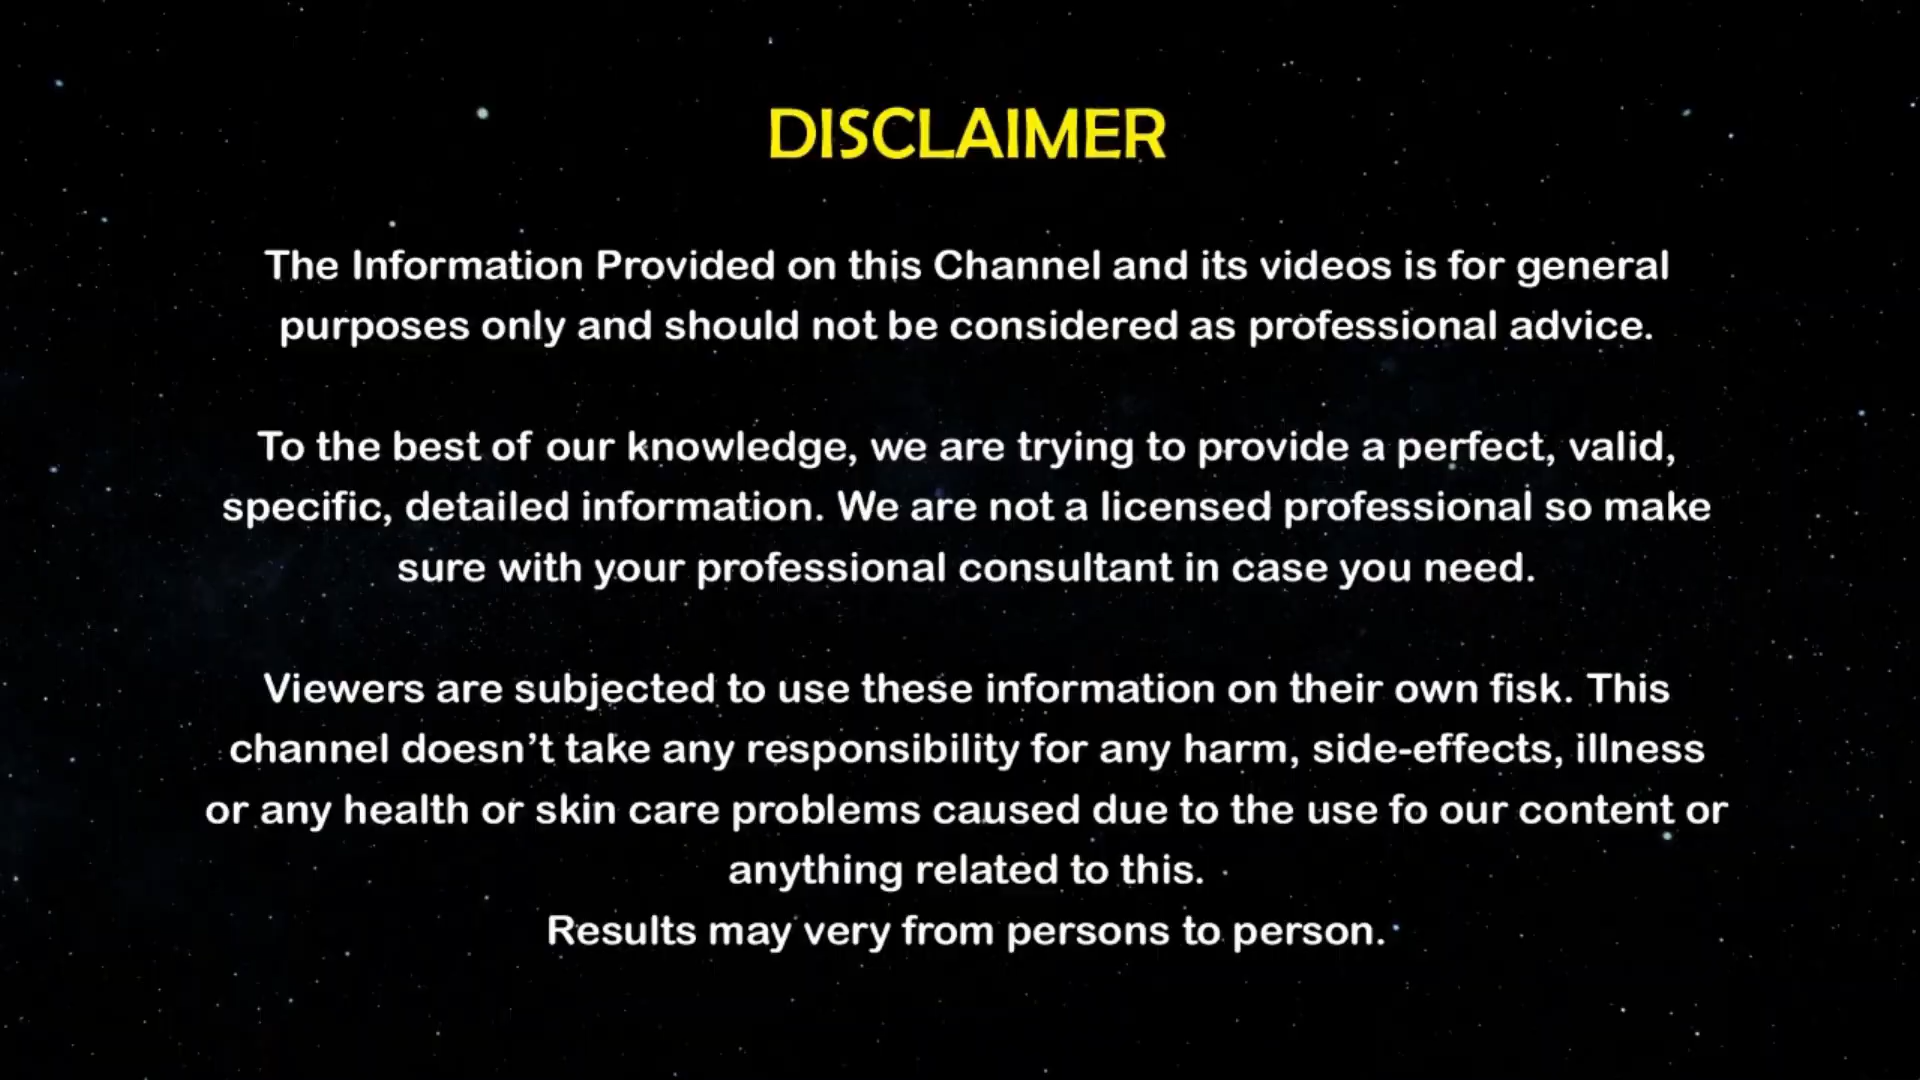 DISCLAIMER
The Information Provided on this Channel and its videos is for general
purposes only and should not be considered as professional advice.
To the best of our knowledge, we are trying to provide a perfect, valid,
specific, detailed information. We are not a licensed professional so make
sure with your professional consultant in case you need.
Viewers are subjected to use these information on their own fisk. This
channel doesn’t take any responsibility for any harm, side-effects, illness
or any health or skin care problems caused due to the use fo our content or
anything related to this.
Results may very from persons to person.